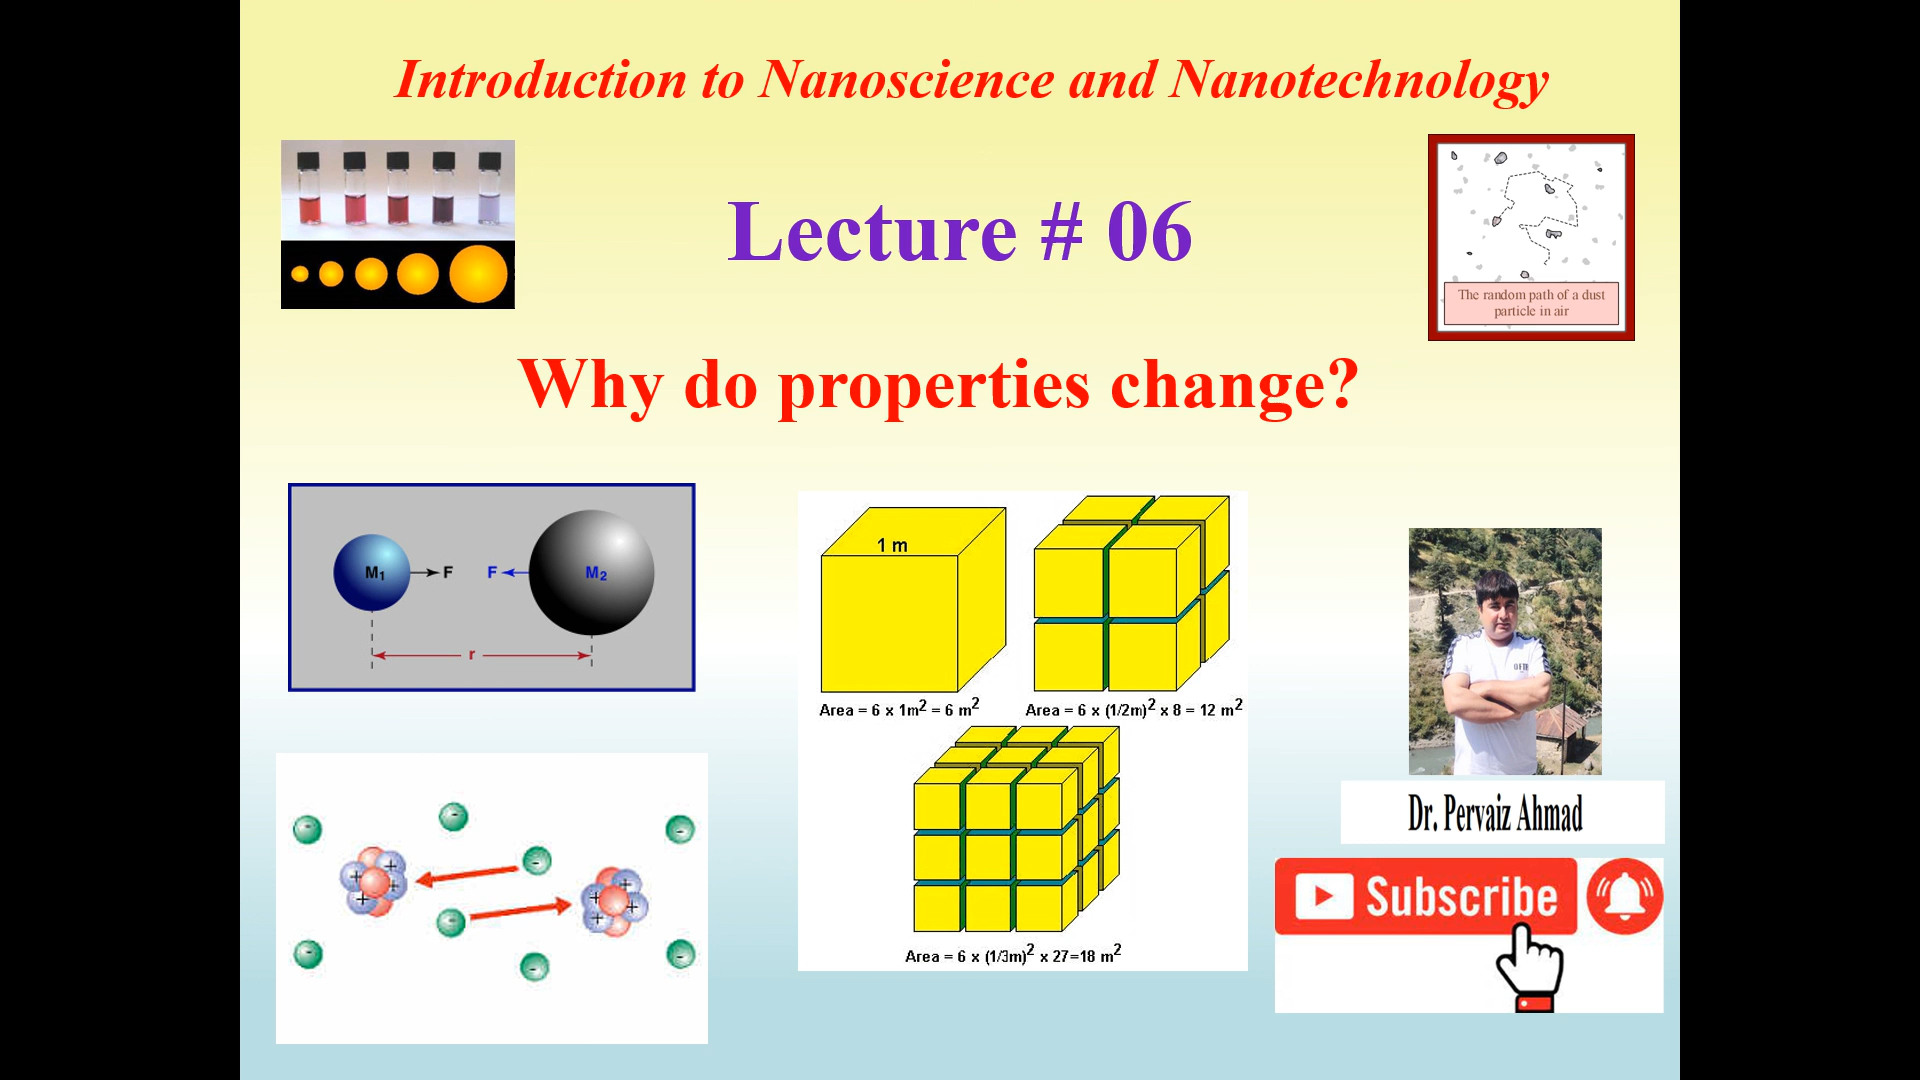 Introduction to Nanoscience and Nanotechnology
Lecture # 06
The random path of a dust
particle in air
Why do properties change?
M₁ F F M₂
r
1 m
Area = 6 x 1m² = 6 m²
Area = 6 x (1/2m)² x 8 = 12 m²
Area = 6 x (1/3m)² x 27=18 m²
+ + + -
+ + + -
- - - - - -
Dr. Pervaiz Ahmad
Subscribe